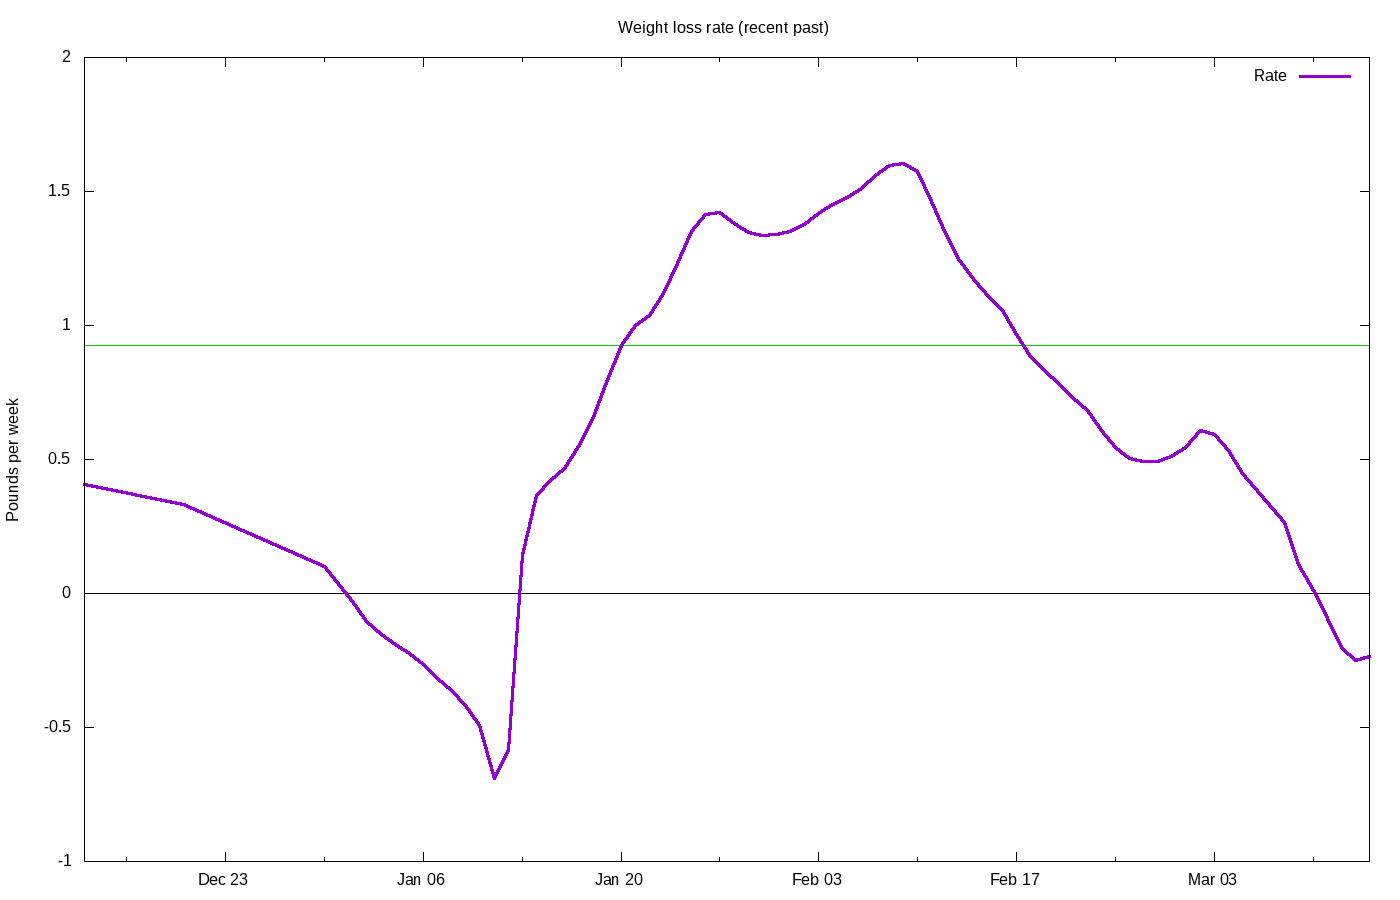 Weight loss rate (recent past)
Rate
2
1.5
1
0.5
0
-0.5
-1
Pounds per week
Dec 23
Jan 06
Jan 20
Feb 03
Feb 17
Mar 03